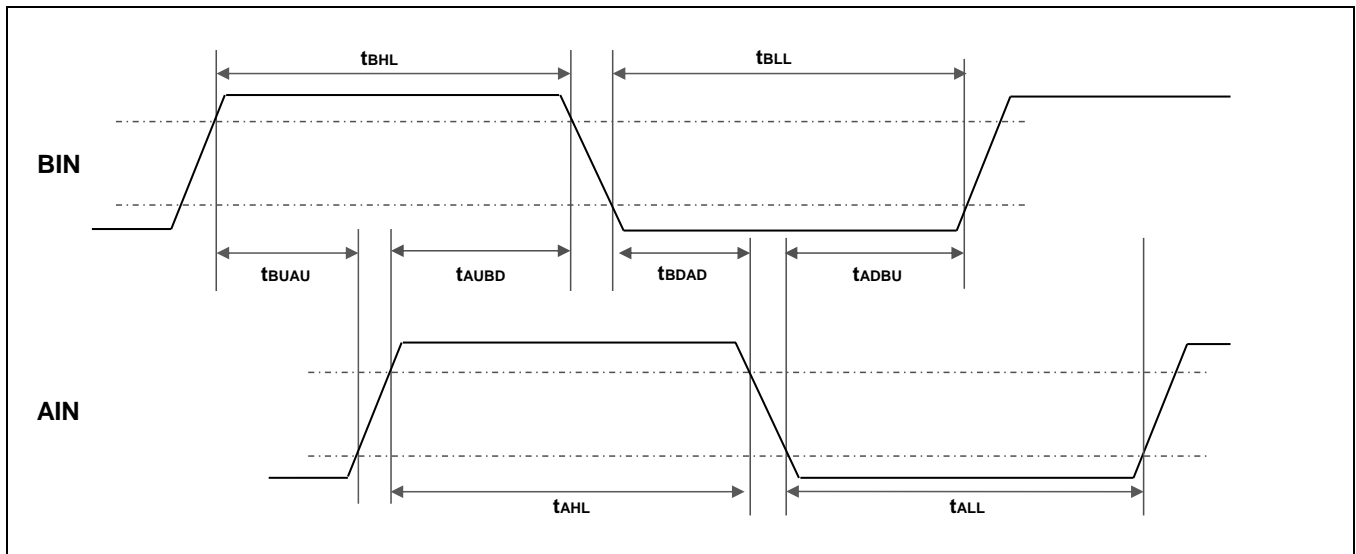 tBHL tBLL
BIN
tBUAU tAUBD tBDAD tADBU
AIN
tAHL tALL